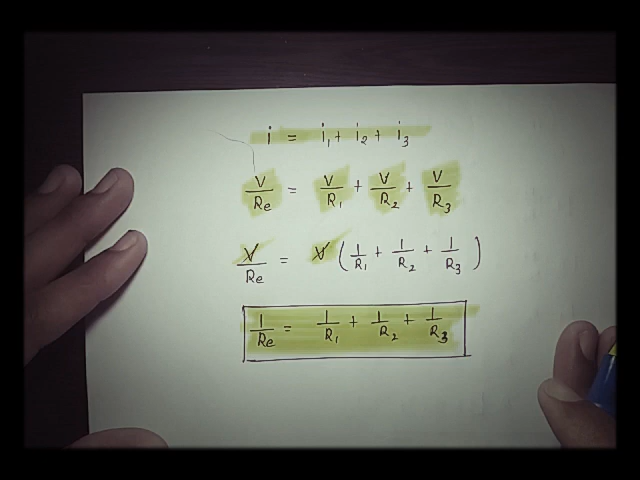 i = i₁ + i₂ + i₃
V/Re = V/R₁ + V/R₂ + V/R₃
V/Re = V (1/R₁ + 1/R₂ + 1/R₃)
1/Re = 1/R₁ + 1/R₂ + 1/R₃